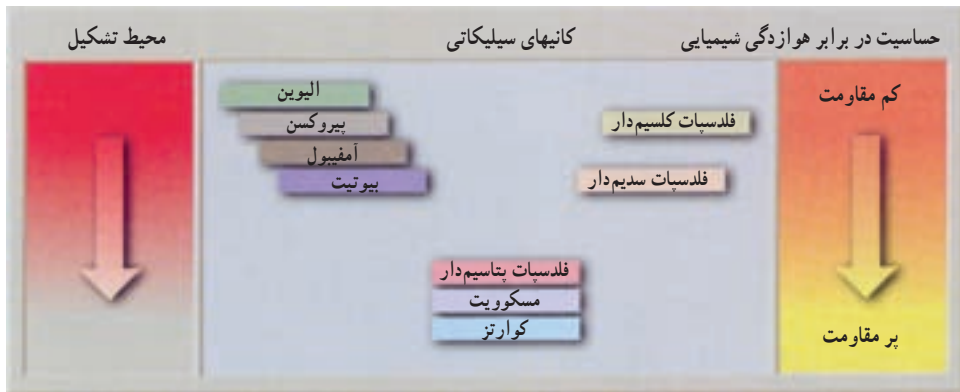 حساسیت در برابر هوازدگی شیمیایی
کانیهای سیلیکاتی
محیط تشکیل
کم مقاومت
پر مقاومت
فلدسپات کلسیم‌دار
فلدسپات سدیم‌دار
الیوین
پیروکسن
آمفیبول
بیوتیت
فلدسپات پتاسیم‌دار
مسکوویت
کوارتز